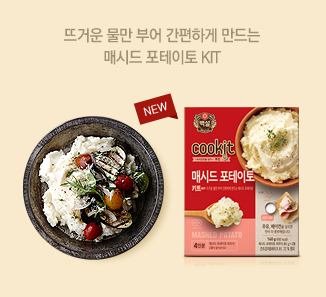 뜨거운 물만 부어 간편하게 만드는
매시드 포테이토 KIT
NEW
백설
cookit
매시드 포테이토
키트
MASHED POTATO
4인분